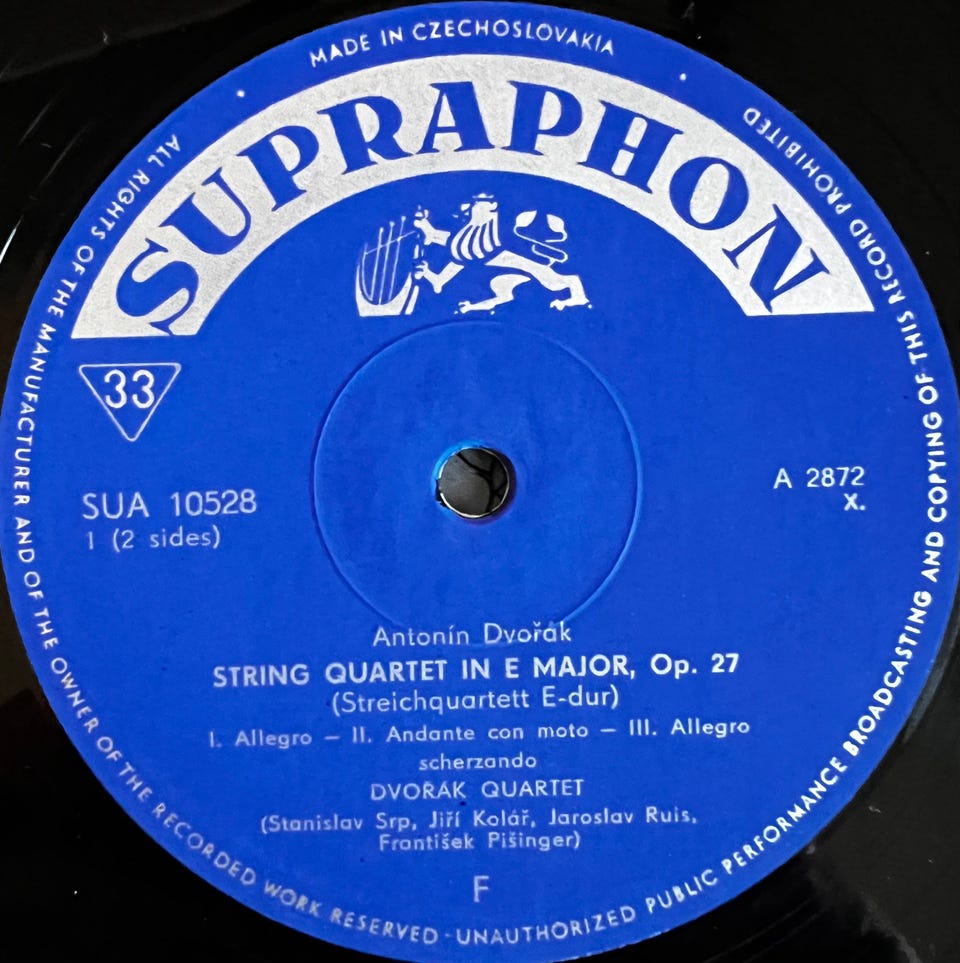 MADE IN CZECHOSLOVAKIA
SUPRAPHON
33
SUA 10528
1 (2 sides)
A 2872
X.
Antonín Dvořák
STRING QUARTET IN E MAJOR, Op. 27
(Streichquartett E-dur)
I. Allegro – II. Andante con moto – III. Allegro
scherzando
DVOŘÁK QUARTET
(Stanislav Srp, Jiří Kolář, Jaroslav Ruis,
František Pišinger)
F
ALL RIGHTS OF THE MANUFACTURER AND OF THE OWNER OF THE RECORDED WORK RESERVED - UNAUTHORIZED PUBLIC PERFORMANCE BROADCASTING AND COPYING OF THIS RECORD PROHIBITED